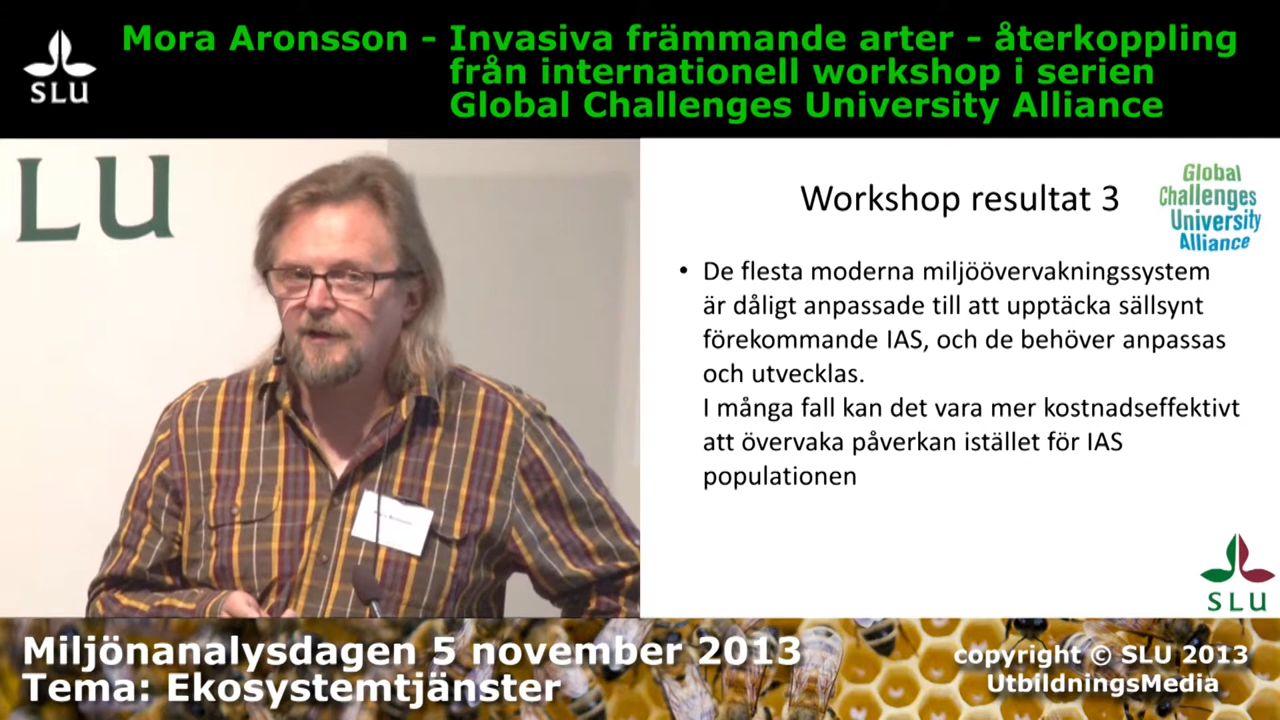 Mora Aronsson - Invasiva främmande arter - återkoppling
från internationell workshop i serien
Global Challenges University Alliance
SLU
SLU
Workshop resultat 3
Global
Challenges
University
Alliance
• De flesta moderna miljöövervakningssystem
är dåligt anpassade till att upptäcka sällsynt
förekommande IAS, och de behöver anpassas
och utvecklas.
I många fall kan det vara mer kostnadseffektivt
att övervaka påverkan istället för IAS
populationen
SLU
Miljönanalysdagen 5 november 2013
Tema: Ekosystemtjänster
copyright © SLU 2013
UtbildningsMedia